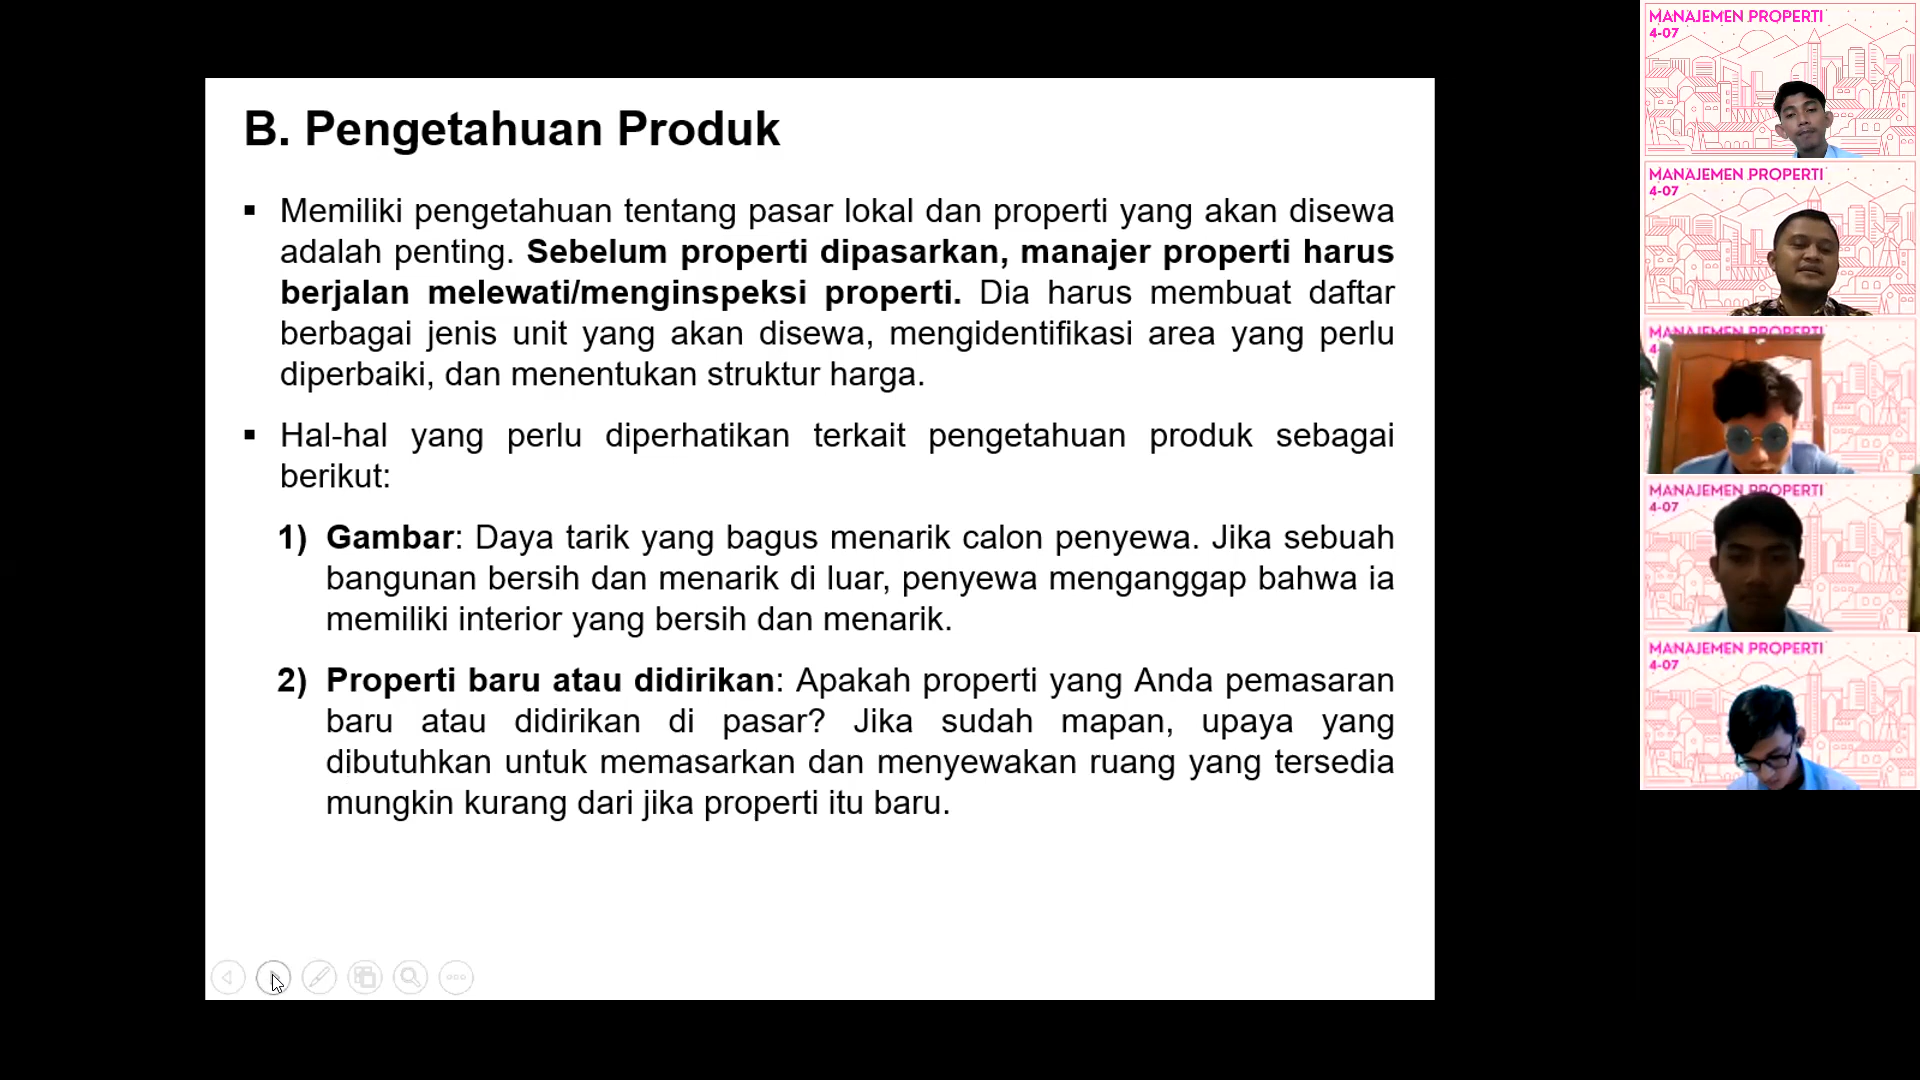 B. Pengetahuan Produk
▪ Memiliki pengetahuan tentang pasar lokal dan properti yang akan disewa
adalah penting. Sebelum properti dipasarkan, manajer properti harus
berjalan melewati/menginspeksi properti. Dia harus membuat daftar
berbagai jenis unit yang akan disewa, mengidentifikasi area yang perlu
diperbaiki, dan menentukan struktur harga.
▪ Hal-hal yang perlu diperhatikan terkait pengetahuan produk sebagai
berikut:
1) Gambar: Daya tarik yang bagus menarik calon penyewa. Jika sebuah
bangunan bersih dan menarik di luar, penyewa menganggap bahwa ia
memiliki interior yang bersih dan menarik.
2) Properti baru atau didirikan: Apakah properti yang Anda pemasaran
baru atau didirikan di pasar? Jika sudah mapan, upaya yang
dibutuhkan untuk memasarkan dan menyewakan ruang yang tersedia
mungkin kurang dari jika properti itu baru.
MANAJEMEN PROPERTI
4-07
MANAJEMEN PROPERTI
4-07
MANAJEMEN PROPERTI
4-
MANAJEMEN PROPERTI
4-07
MANAJEMEN PROPERTI
4-07